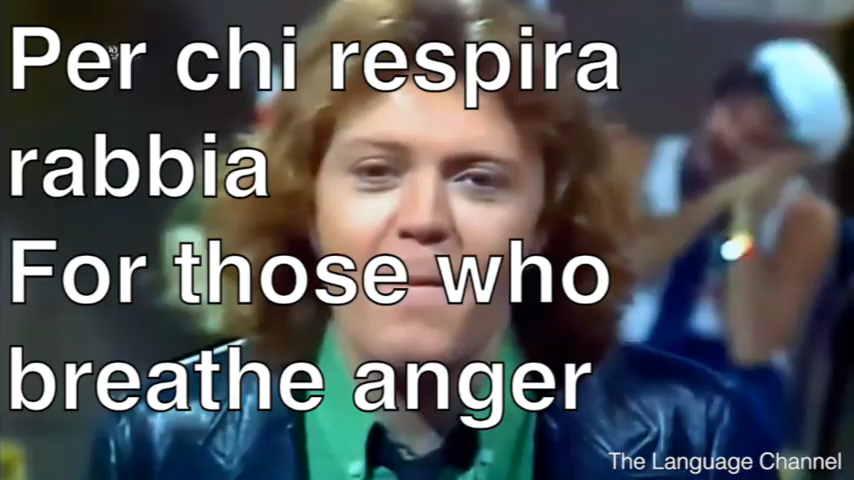 Per chi respira
rabbia
For those who
breathe anger
The Language Channel